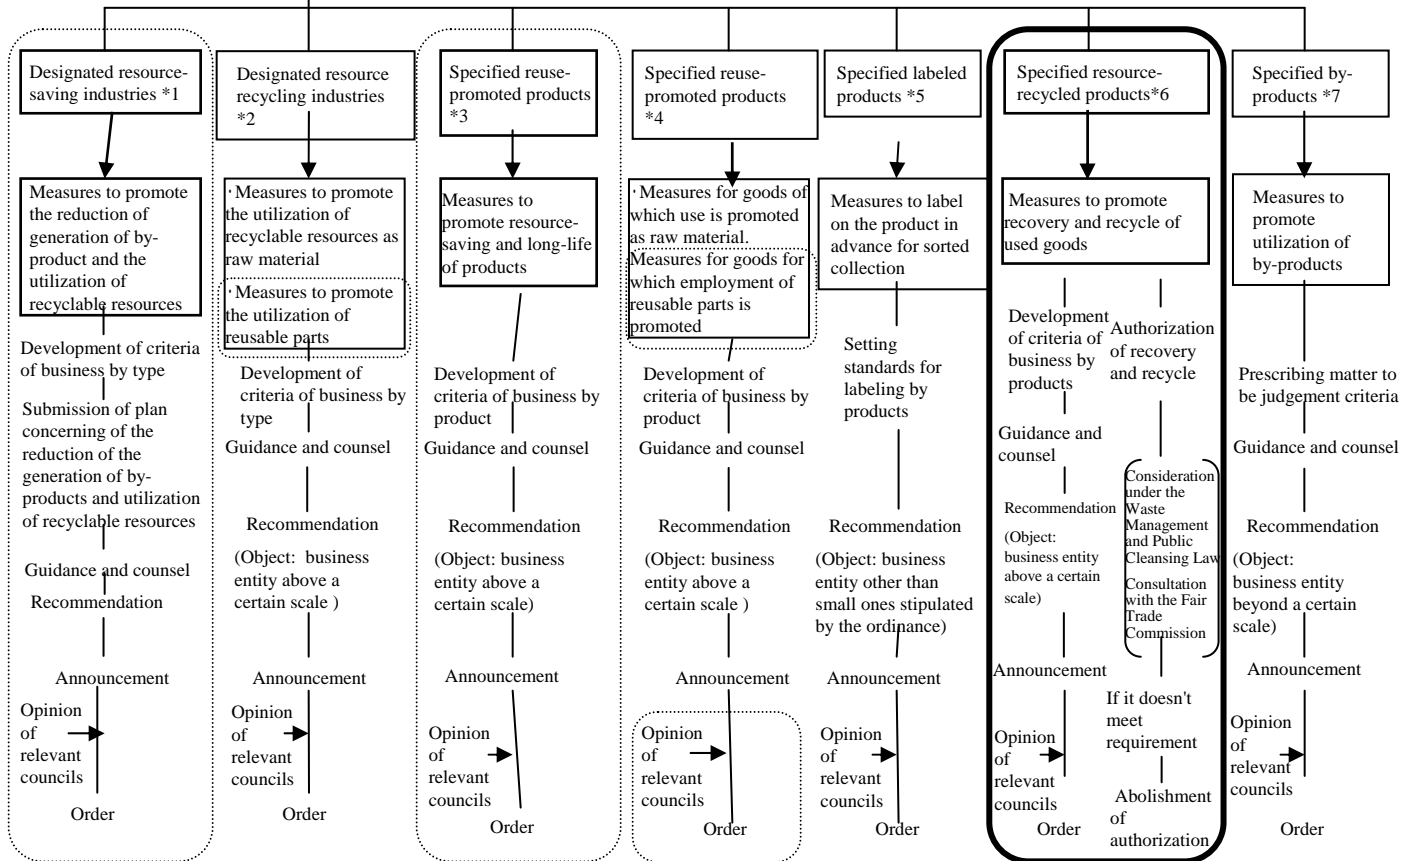 Designated resource-
saving industries *1
Measures to promote
the reduction of
generation of by-
product and the
utilization of
recyclable resources
Development of criteria
of business by type
Submission of plan
concerning of the
reduction of the
generation of by-
products and utilization
of recyclable resources
Guidance and counsel
Recommendation
Announcement
Opinion
of
relevant
councils
Order
Designated resource
recycling industries
*2
·Measures to promote
the utilization of
recyclable resources as
raw material
·Measures to promote
the utilization of
reusable parts
Development of
criteria of business by
type
Guidance and counsel
Recommendation
(Object: business
entity above a
certain scale )
Announcement
Opinion
of
relevant
councils
Order
Specified reuse-
promoted products
*3
Measures to
promote resource-
saving and long-life
of products
Development of
criteria of business by
product
Guidance and counsel
Recommendation
(Object: business
entity above a
certain scale)
Announcement
Opinion
of
relevant
councils
Order
Specified reuse-
promoted products
*4
·Measures for goods of
which use is promoted
as raw material.
Measures for goods for
which employment of
reusable parts is
promoted
Development of
criteria of business by
product
Guidance and counsel
Recommendation
(Object: business
entity above a
certain scale )
Announcement
Opinion
of
relevant
councils
Order
Specified labeled
products *5
Measures to label
on the product in
advance for sorted
collection
Setting
standards for
labeling by
products
Recommendation
(Object: business
entity other than
small ones stipulated
by the ordinance)
Announcement
Opinion
of
relevant
councils
Order
Specified resource-
recycled products*6
Measures to promote
recovery and recycle of
used goods
Development
of criteria of
business by
products
Guidance and
counsel
Recommendation
(Object:
business entity
above a certain
scale)
Announcement
Opinion
of
relevant
councils
Order
Authorization
of recovery
and recycle
Consideration
under the
Waste
Management
and Public
Cleansing Law
Consultation
with the Fair
Trade
Commission
If it doesn't
meet
requirement
Abolishment
of
authorization
Specified by-
products *7
Measures to
promote
utilization of
by-products
Prescribing matter to
be judgement criteria
Guidance and counsel
Recommendation
(Object:
business entity
beyond a certain
scale)
Announcement
Opinion
of
relevant
councils
Order